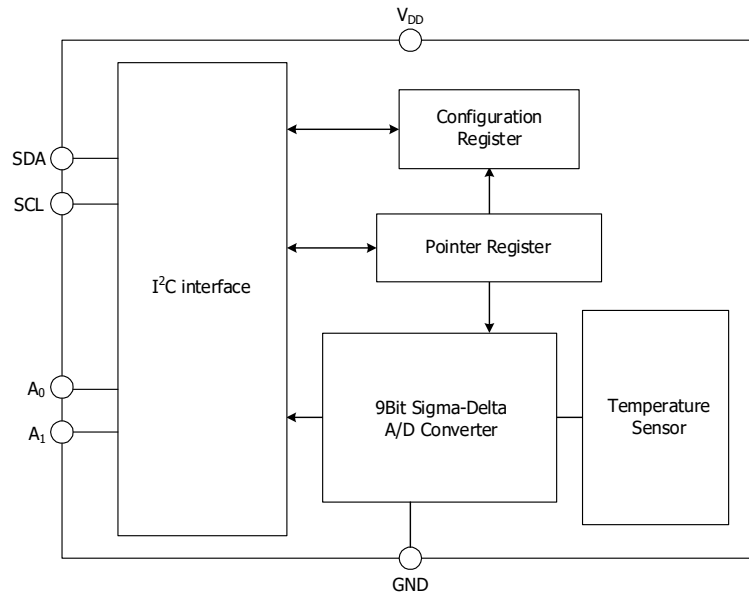 V_DD
Configuration
Register
SDA
SCL
Pointer Register
I²C interface
A₀
9Bit Sigma-Delta
A/D Converter
Temperature
Sensor
A₁
GND